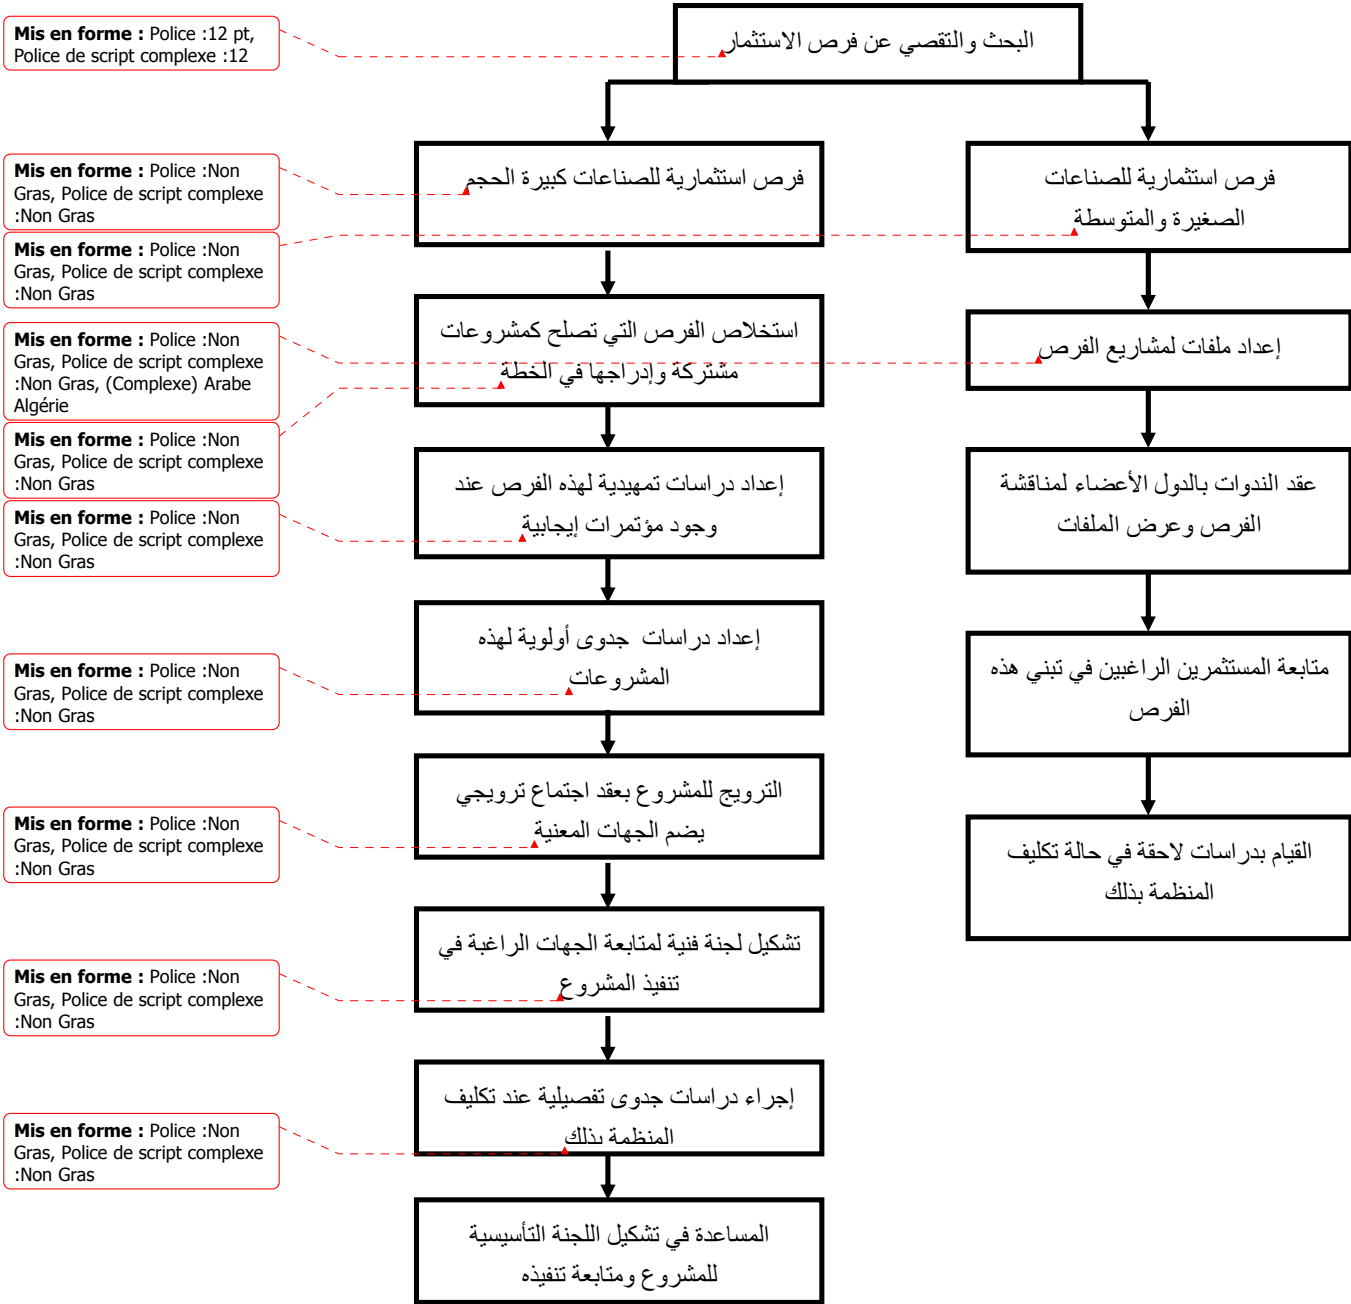 البحث والتقصي عن فرص الاستثمار
فرص استثمارية للصناعات
الصغيرة والمتوسطة
إعداد ملفات لمشاريع الفرص
عقد الندوات بالدول الأعضاء لمناقشة
الفرص وعرض الملفات
متابعة المستثمرين الراغبين في تبني هذه
الفرص
القيام بدراسات لاحقة في حالة تكليف
المنظمة بذلك
فرص استثمارية للصناعات كبيرة الحجم
استخلاص الفرص التي تصلح كمشروعات
مشتركة وإدراجها في الخطة
إعداد دراسات تمهيدية لهذه الفرص عند
وجود مؤتمرات إيجابية
إعداد دراسات جدوى أولوية لهذه
المشروعات
الترويج للمشروع بعقد اجتماع ترويجي
يضم الجهات المعنية
تشكيل لجنة فنية لمتابعة الجهات الراغبة في
تنفيذ المشروع
إجراء دراسات جدوى تفصيلية عند تكليف
المنظمة بذلك
المساعدة في تشكيل اللجنة التأسيسية
للمشروع ومتابعة تنفيذه
Mis en forme : Police :12 pt,
Police de script complexe :12
Mis en forme : Police :Non
Gras, Police de script complexe
:Non Gras
Mis en forme : Police :Non
Gras, Police de script complexe
:Non Gras
Mis en forme : Police :Non
Gras, Police de script complexe
:Non Gras, (Complexe) Arabe
Algérie
Mis en forme : Police :Non
Gras, Police de script complexe
:Non Gras
Mis en forme : Police :Non
Gras, Police de script complexe
:Non Gras
Mis en forme : Police :Non
Gras, Police de script complexe
:Non Gras
Mis en forme : Police :Non
Gras, Police de script complexe
:Non Gras
Mis en forme : Police :Non
Gras, Police de script complexe
:Non Gras
Mis en forme : Police :Non
Gras, Police de script complexe
:Non Gras